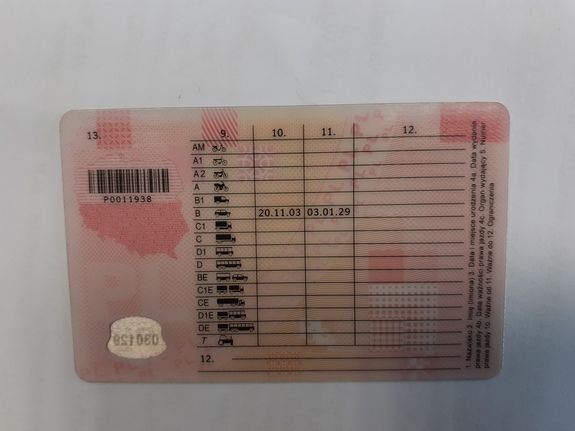 13.
9. 10. 11. 12.
AM
A1
A2
A
P0011938
B1
B 20.11.03 03.01.29
C1
C
D1
D
BE
C1E
CE
D1E
DE
T
12.
1. Nazwisko 2. Imię (imiona) 3. Data i miejsce urodzenia 4a. Data wydania
prawa jazdy 4b. Data ważności prawa jazdy 4c. Organ wydający 5. Numer
prawa jazdy 10. Ważne od 11. Ważne do 12. Ograniczenia
030129